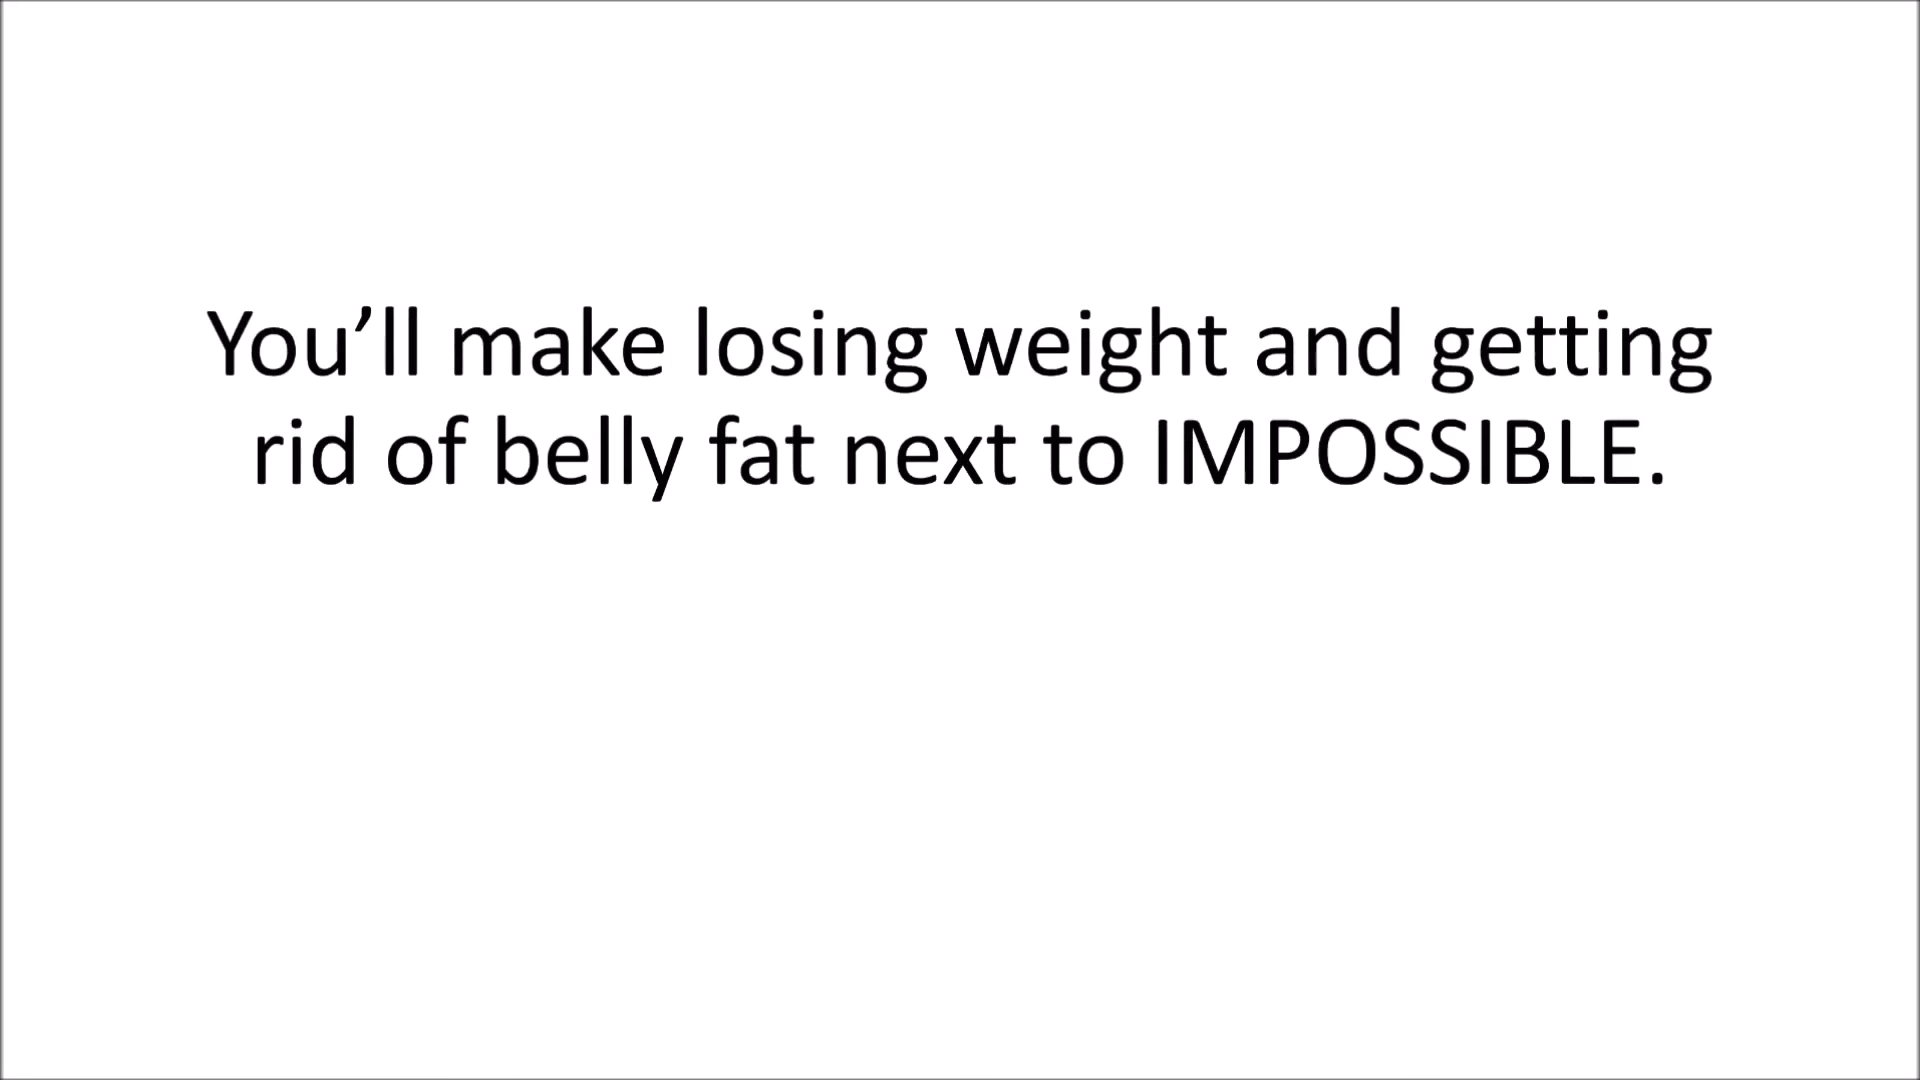 You’ll make losing weight and getting
rid of belly fat next to IMPOSSIBLE.